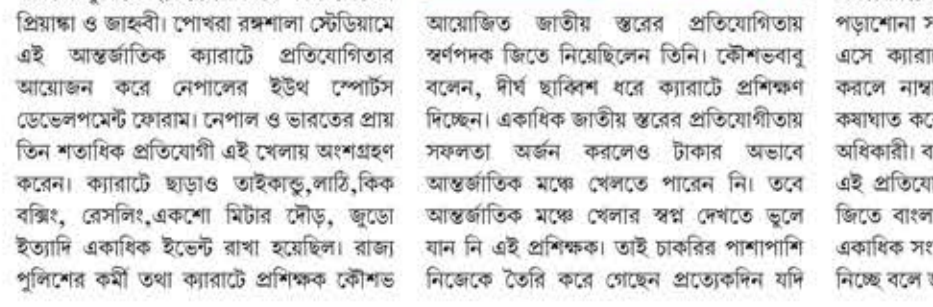 প্রিয়াঙ্কা ও জাহ্নবী। পোখরা রঙ্গশালা স্টেডিয়ামে
এই আন্তর্জাতিক ক্যারাটে প্রতিযোগিতার
আয়োজন করে নেপালের ইউথ স্পোর্টস
ডেভেলপমেন্ট ফোরাম। নেপাল ও ভারতের প্রায়
তিন শতাধিক প্রতিযোগী এই খেলায় অংশগ্রহণ
করেন। ক্যারাটে ছাড়াও তাইকান্ডু,লাঠি,কিক
বক্সিং, রেসলিং,একশো মিটার দৌড়, জুডো
ইত্যাদি একাধিক ইভেন্ট রাখা হয়েছিল। রাজ্য
পুলিশের কর্মী তথা ক্যারাটে প্রশিক্ষক কৌশভ
আয়োজিত জাতীয় স্তরের প্রতিযোগিতায়
স্বর্ণপদক জিতে নিয়েছিলেন তিনি। কৌশভবাবু
বলেন, দীর্ঘ ছাব্বিশ ধরে ক্যারাটে প্রশিক্ষণ
দিচ্ছেন। একাধিক জাতীয় স্তরের প্রতিযোগীতায়
সফলতা অর্জন করলেও টাকার অভাবে
আন্তর্জাতিক মঞ্চে খেলতে পারেন নি। তবে
আন্তর্জাতিক মঞ্চে খেলার স্বপ্ন দেখতে ভুলে
যান নি এই প্রশিক্ষক। তাই চাকরির পাশাপাশি
নিজেকে তৈরি করে গেছেন প্রত্যেকদিন যদি
পড়াশোনা
এসে
করলে
কষাঘাত
অধিকারী।
এই
জিতে
একাধিক
নিচ্ছে বলে